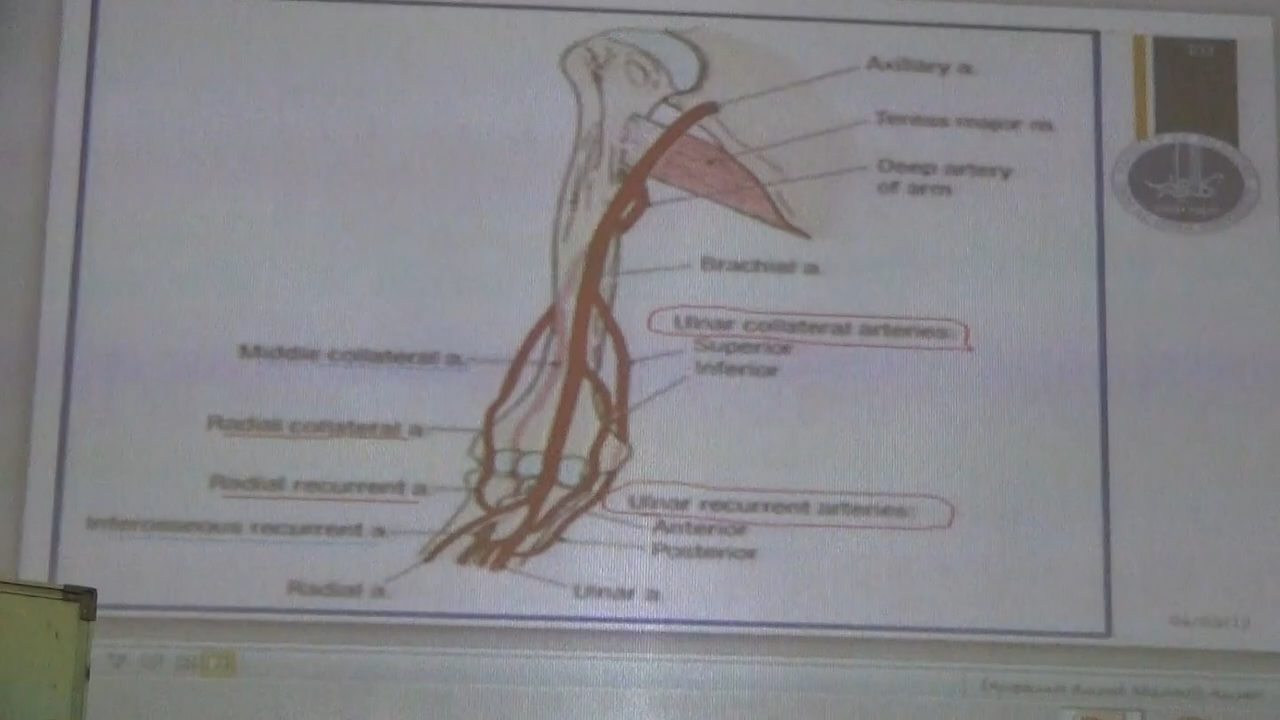 Axillary a.
Teres major m.
Deep artery
of arm
Brachial a.
Ulnar collateral arteries:
Superior
Inferior
Middle collateral a.
Radial collateral a.
Radial recurrent a.
Ulnar recurrent arteries:
Anterior
Posterior
Interosseous recurrent a.
Radial a.
Ulnar a.